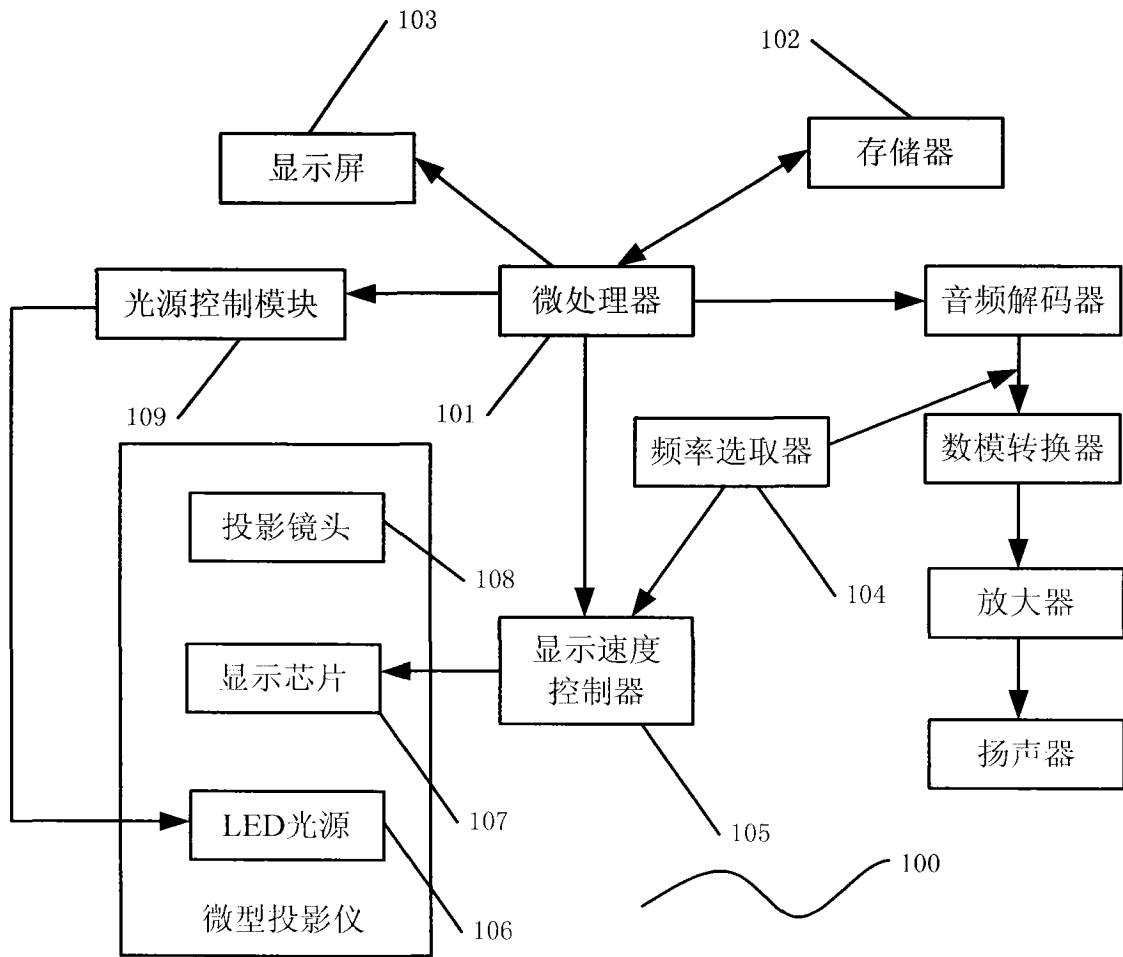 103
102
显示屏
存储器
光源控制模块
微处理器
音频解码器
109
101
频率选取器
数模转换器
投影镜头
108
104
放大器
显示速度
控制器
显示芯片
扬声器
107
105
LED光源
100
微型投影仪
106